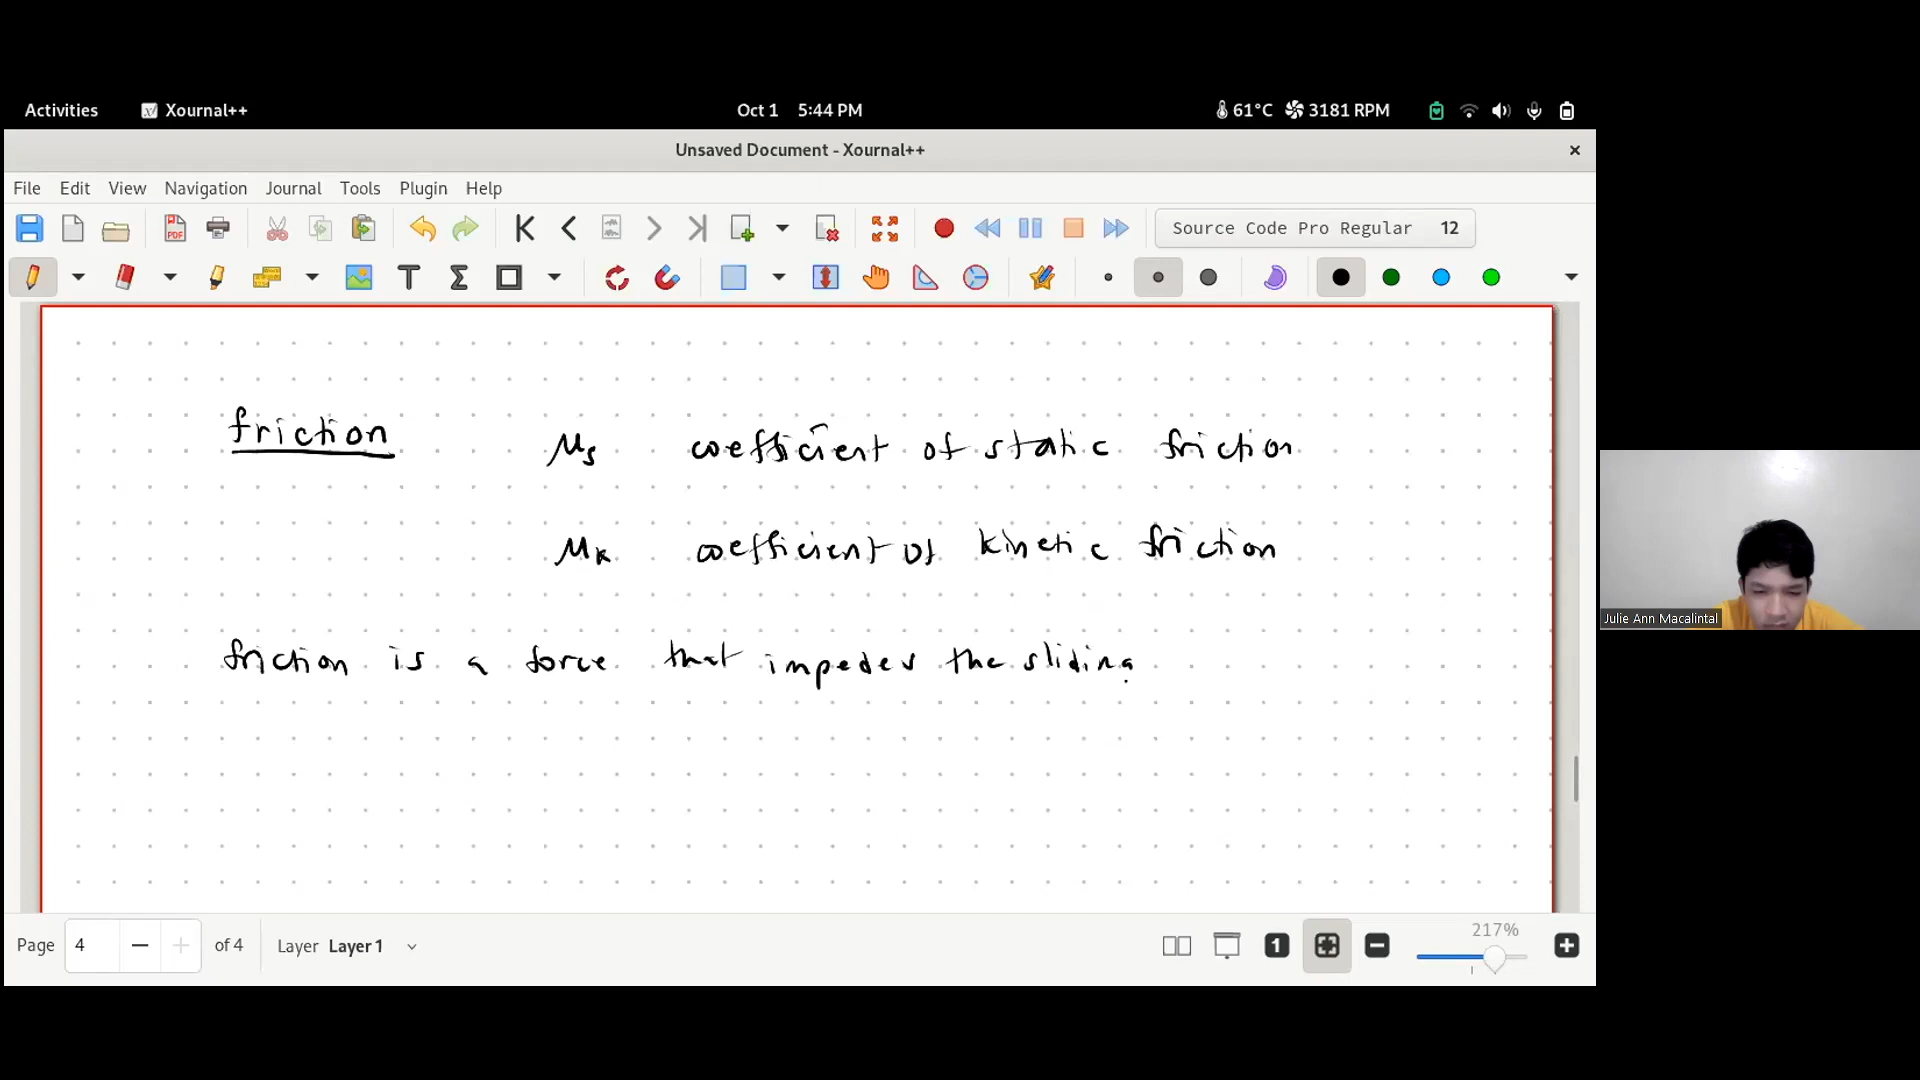 Activities Xournal++ Oct 1 5:44 PM 61°C 3181 RPM
Unsaved Document - Xournal++
File Edit View Navigation Journal Tools Plugin Help
PDF Source Code Pro Regular 12
friction μs coefficient of static friction
μk coefficient of kinetic friction
friction is a force that impedes the sliding
Julie Ann Macalintal
Page 4 of 4 Layer Layer 1 1 217%